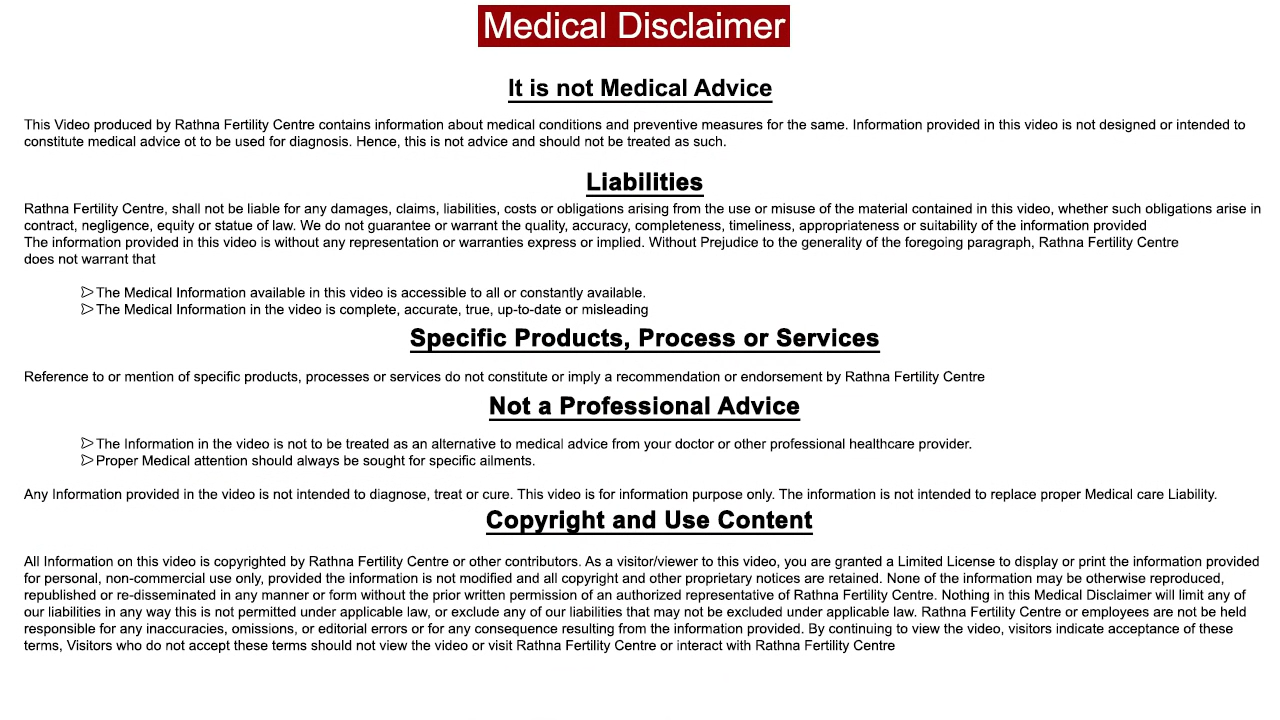 Medical Disclaimer
It is not Medical Advice
This Video produced by Rathna Fertility Centre contains information about medical conditions and preventive measures for the same. Information provided in this video is not designed or intended to
constitute medical advice ot to be used for diagnosis. Hence, this is not advice and should not be treated as such.
Liabilities
Rathna Fertility Centre, shall not be liable for any damages, claims, liabilities, costs or obligations arising from the use or misuse of the material contained in this video, whether such obligations arise in
contract, negligence, equity or statue of law. We do not guarantee or warrant the quality, accuracy, completeness, timeliness, appropriateness or suitability of the information provided
The information provided in this video is without any representation or warranties express or implied. Without Prejudice to the generality of the foregoing paragraph, Rathna Fertility Centre
does not warrant that
The Medical Information available in this video is accessible to all or constantly available.
The Medical Information in the video is complete, accurate, true, up-to-date or misleading
Specific Products, Process or Services
Reference to or mention of specific products, processes or services do not constitute or imply a recommendation or endorsement by Rathna Fertility Centre
Not a Professional Advice
The Information in the video is not to be treated as an alternative to medical advice from your doctor or other professional healthcare provider.
Proper Medical attention should always be sought for specific ailments.
Any Information provided in the video is not intended to diagnose, treat or cure. This video is for information purpose only. The information is not intended to replace proper Medical care Liability.
Copyright and Use Content
All Information on this video is copyrighted by Rathna Fertility Centre or other contributors. As a visitor/viewer to this video, you are granted a Limited License to display or print the information provided
for personal, non-commercial use only, provided the information is not modified and all copyright and other proprietary notices are retained. None of the information may be otherwise reproduced,
republished or re-disseminated in any manner or form without the prior written permission of an authorized representative of Rathna Fertility Centre. Nothing in this Medical Disclaimer will limit any of
our liabilities in any way this is not permitted under applicable law, or exclude any of our liabilities that may not be excluded under applicable law. Rathna Fertility Centre or employees are not be held
responsible for any inaccuracies, omissions, or editorial errors or for any consequence resulting from the information provided. By continuing to view the video, visitors indicate acceptance of these
terms, Visitors who do not accept these terms should not view the video or visit Rathna Fertility Centre or interact with Rathna Fertility Centre